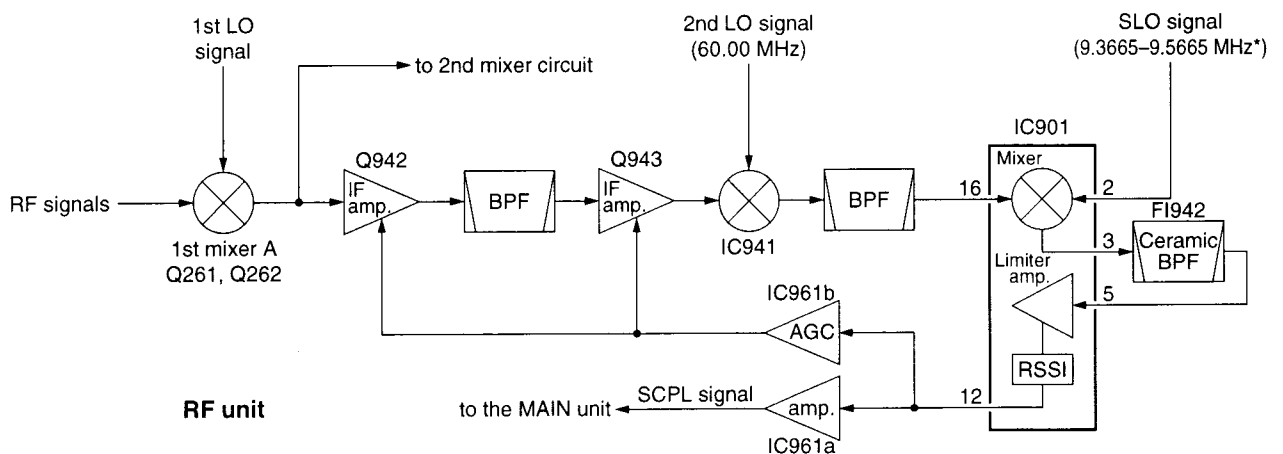 1st LO
signal
2nd LO signal
(60.00 MHz)
SLO signal
(9.3665–9.5665 MHz*)
to 2nd mixer circuit
IC901
Q942
Q943
Mixer
RF signals
IF
amp.
BPF
IF
amp.
BPF
16
2
1st mixer A
Q261, Q262
IC941
FI942
3
Ceramic
BPF
Limiter
amp.
5
IC961b
AGC
RSSI
RF unit
to the MAIN unit
SCPL signal
amp.
12
IC961a